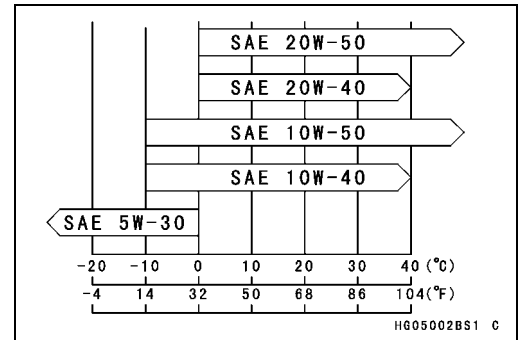 SAE 20W-50
SAE 20W-40
SAE 10W-50
SAE 10W-40
SAE 5W-30
-20 -10 0 10 20 30 40 (°C)
-4 14 32 50 68 86 104(°F)
HG05002BS1 C